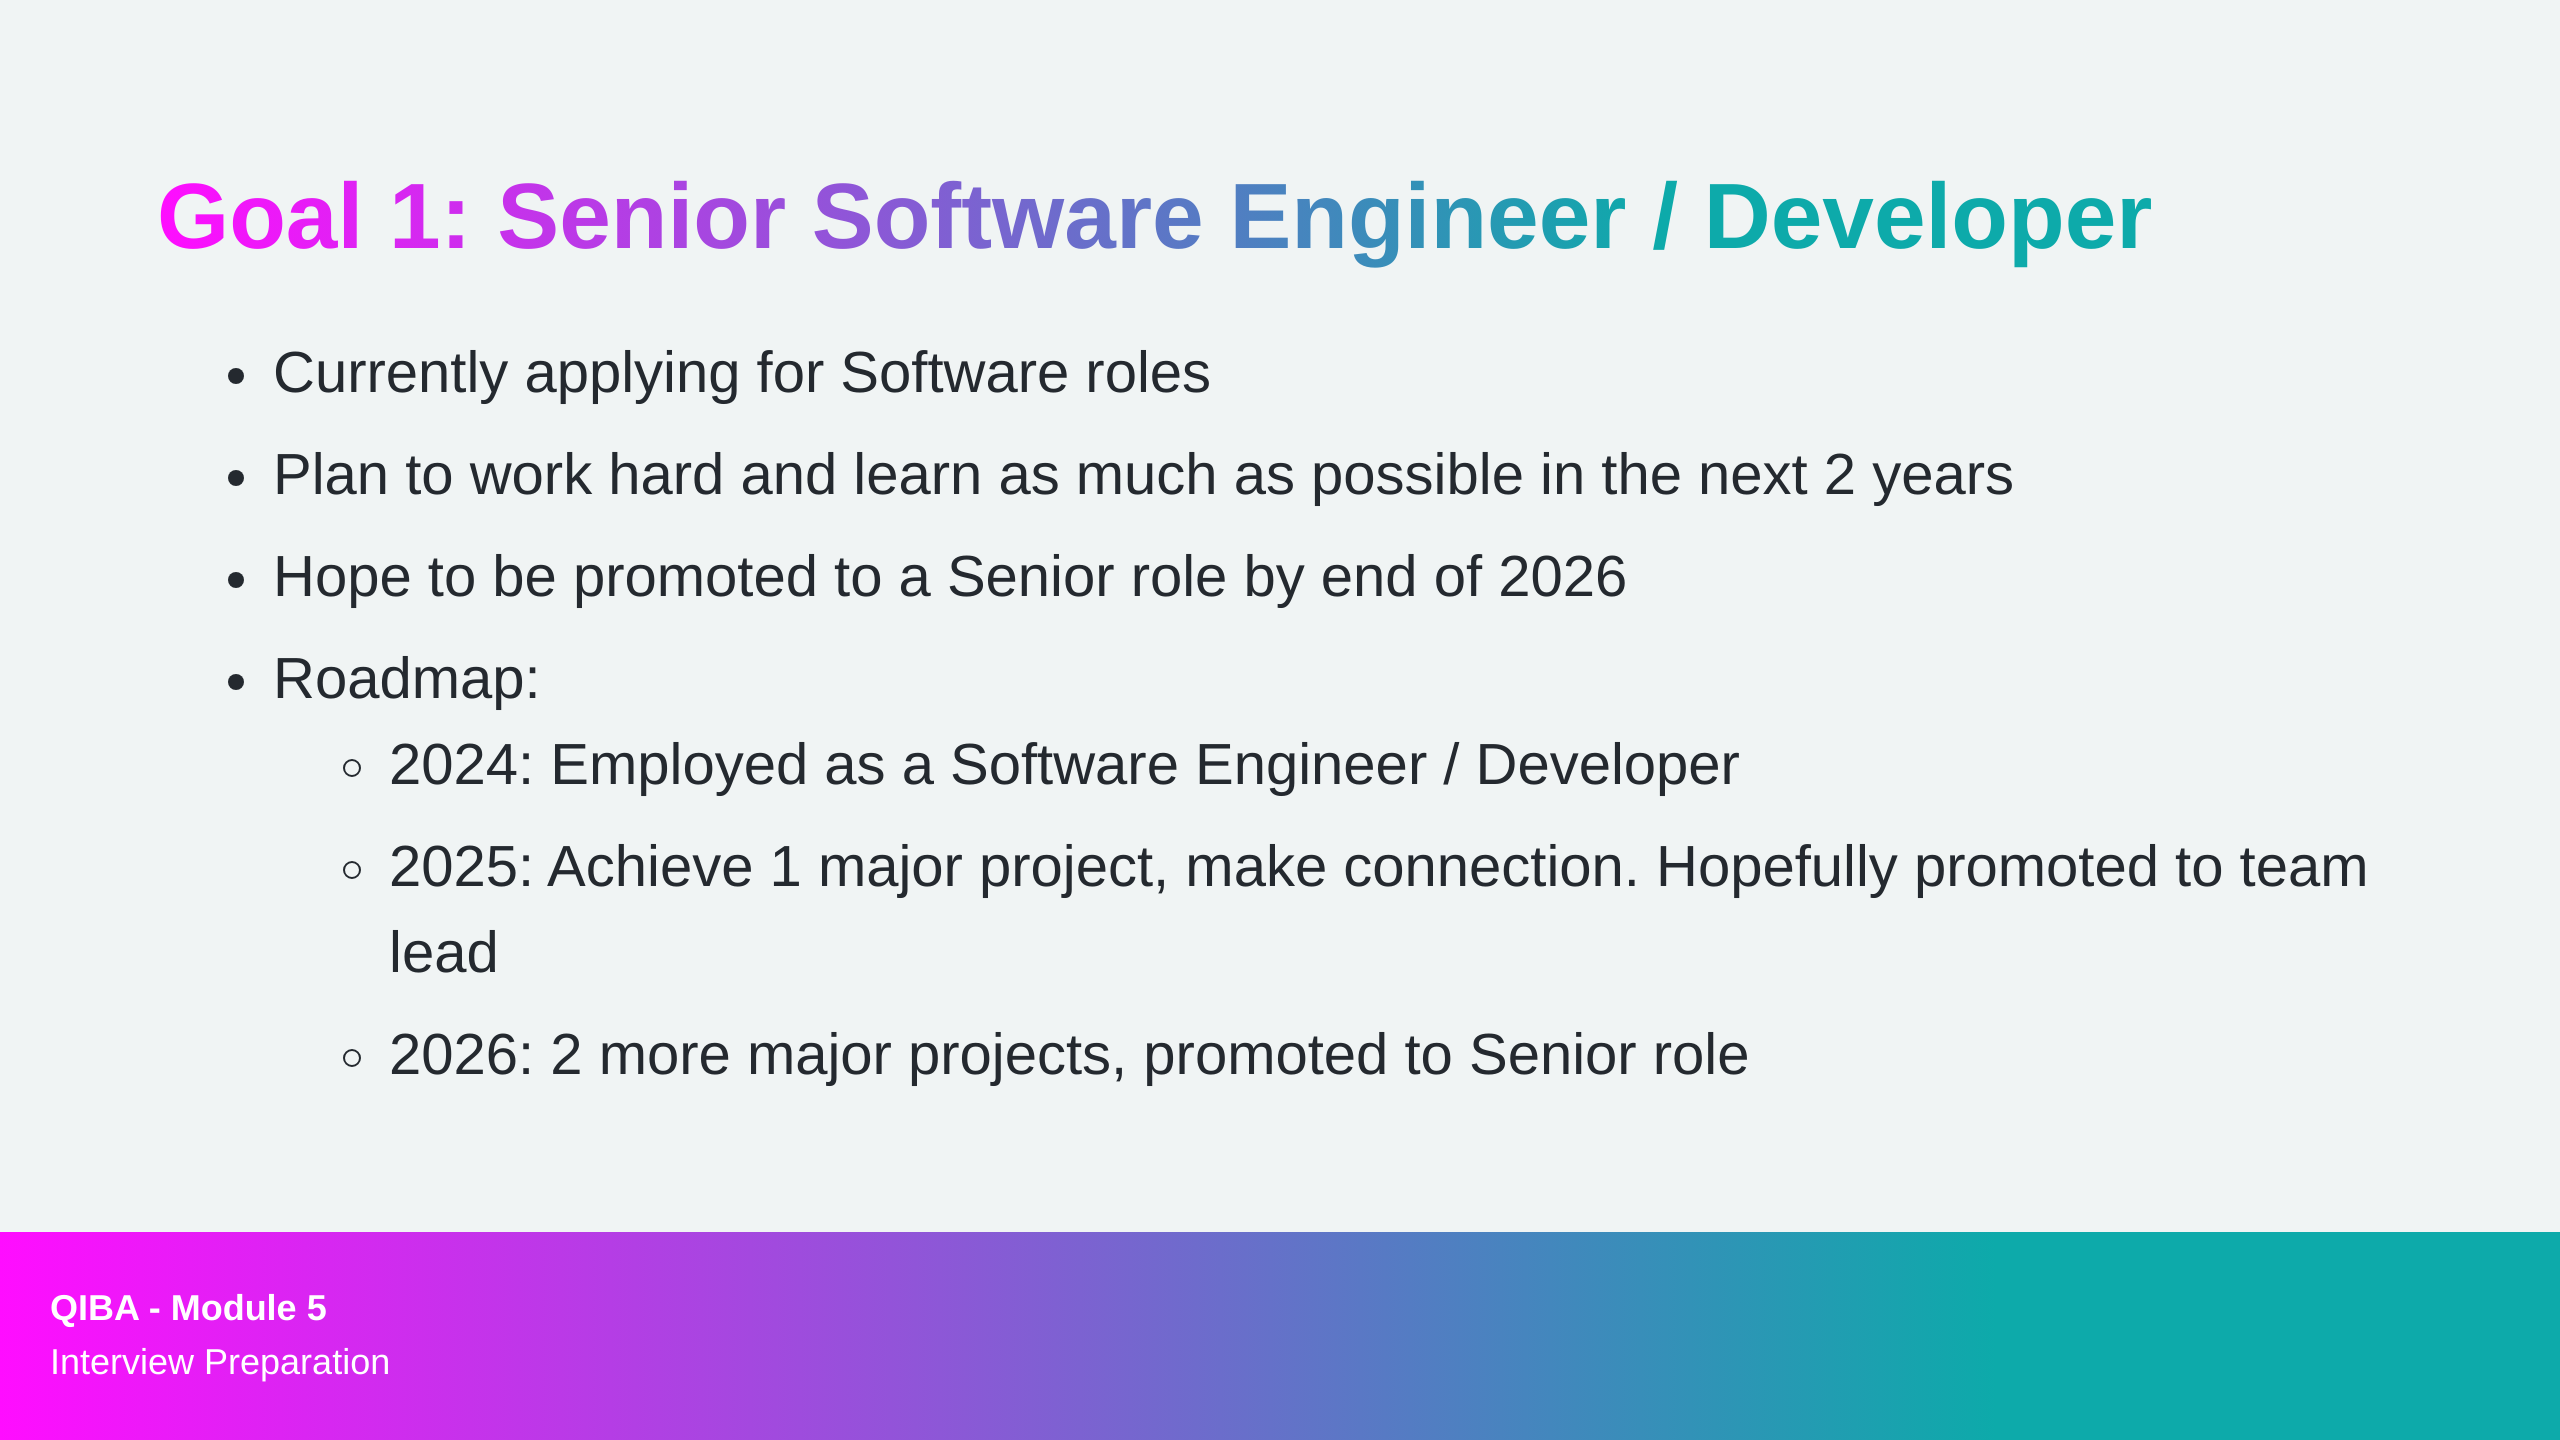 Goal 1: Senior Software Engineer / Developer
Currently applying for Software roles
Plan to work hard and learn as much as possible in the next 2 years
Hope to be promoted to a Senior role by end of 2026
Roadmap:
2024: Employed as a Software Engineer / Developer
2025: Achieve 1 major project, make connection. Hopefully promoted to team
lead
2026: 2 more major projects, promoted to Senior role
QIBA - Module 5
Interview Preparation